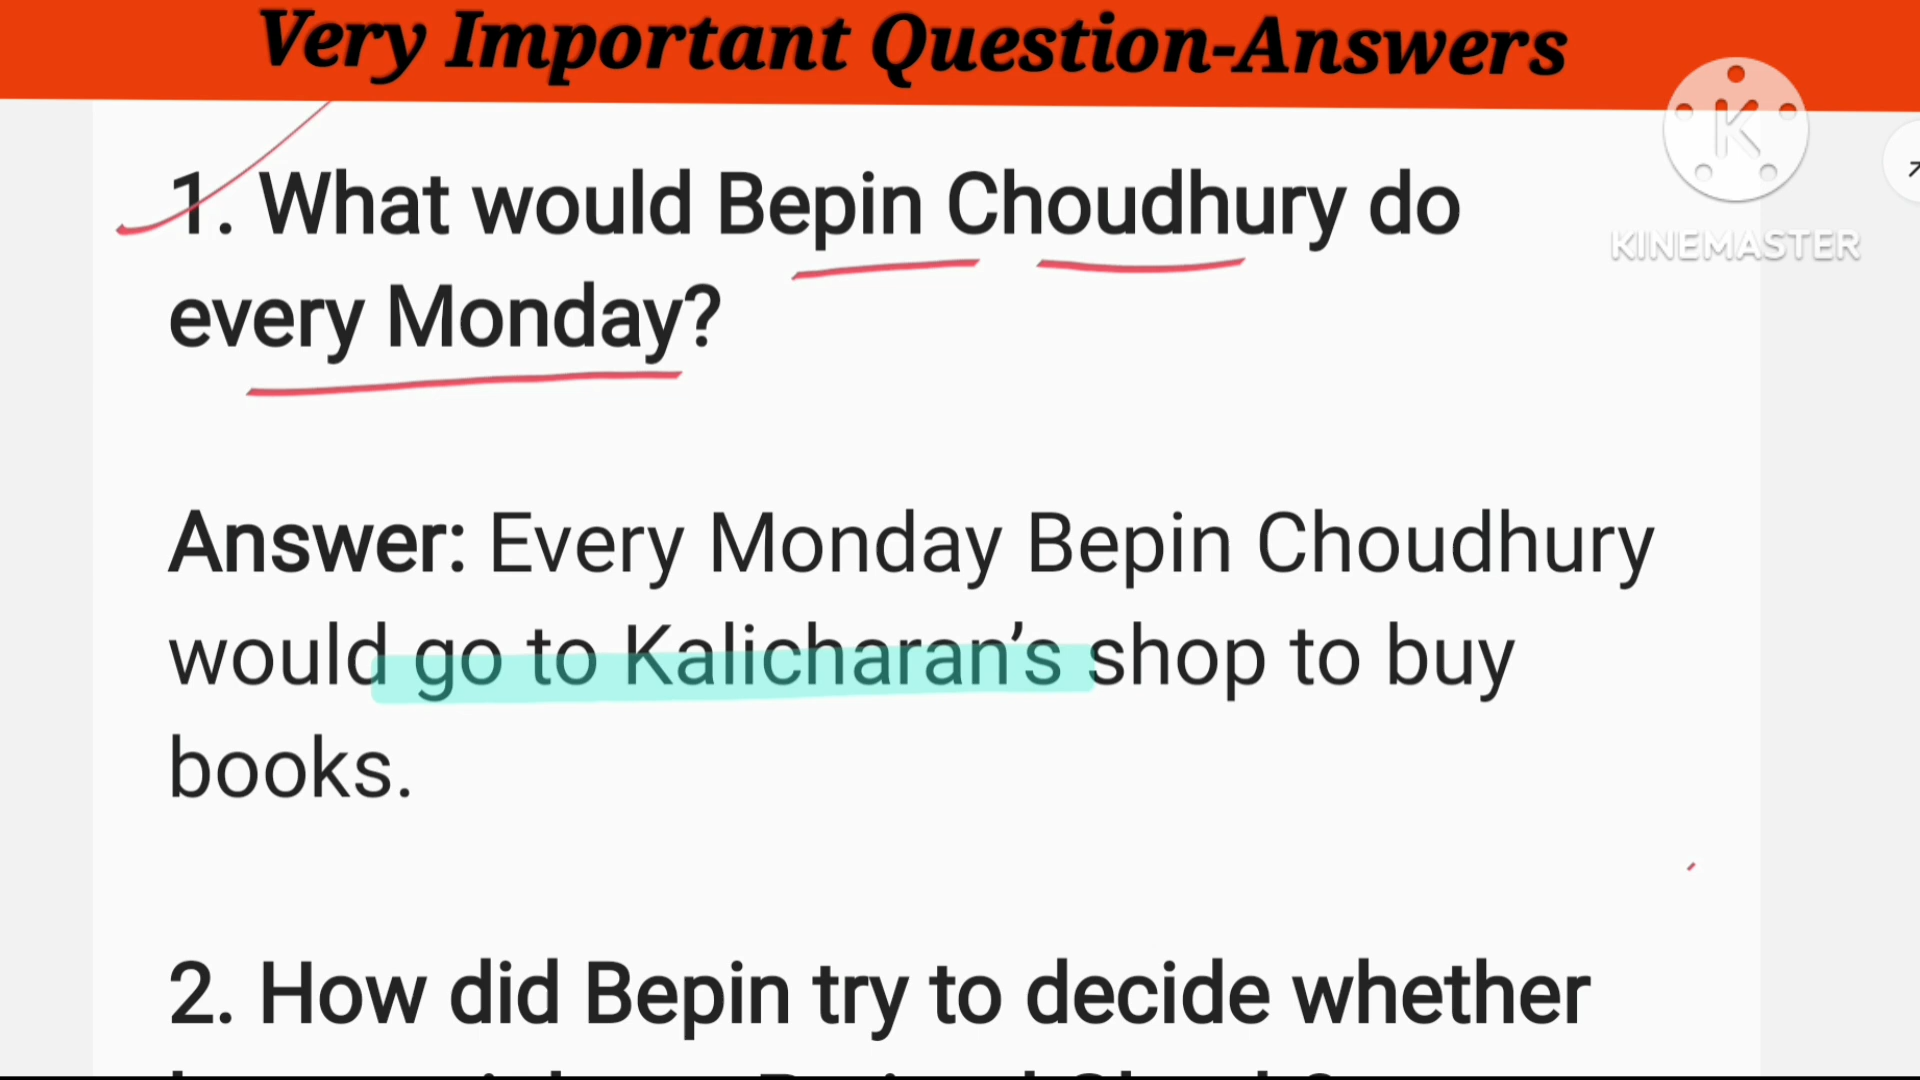 Very Important Question-Answers
K
KINEMASTER
1. What would Bepin Choudhury do
every Monday?
Answer: Every Monday Bepin Choudhury
would go to Kalicharan’s shop to buy
books.
2. How did Bepin try to decide whether